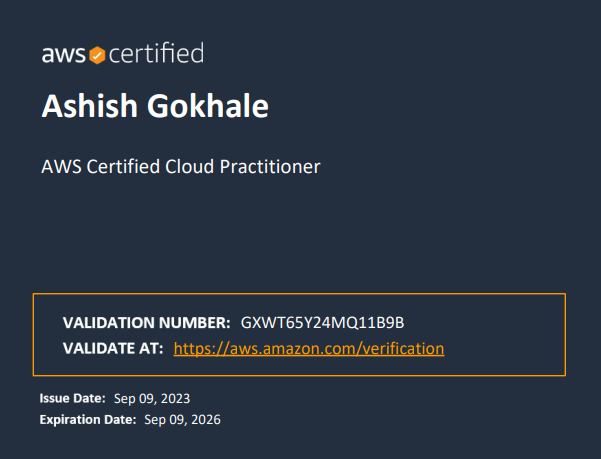 aws certified
Ashish Gokhale
AWS Certified Cloud Practitioner
VALIDATION NUMBER: GXWT65Y24MQ11B9B
VALIDATE AT: https://aws.amazon.com/verification
Issue Date: Sep 09, 2023
Expiration Date: Sep 09, 2026